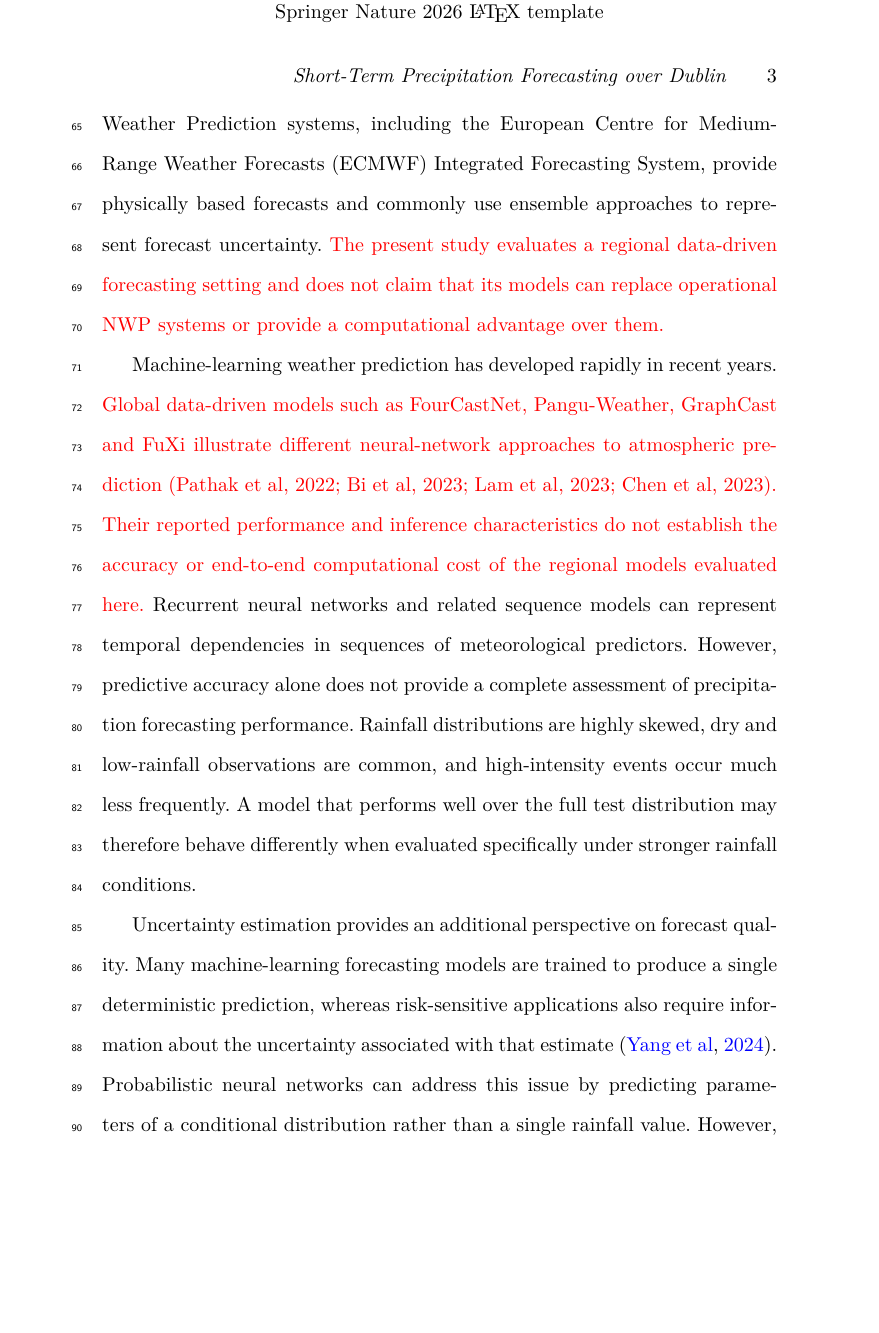 Springer Nature 2026 LATEX template
Short-Term Precipitation Forecasting over Dublin 3
65 Weather Prediction systems, including the European Centre for Medium-
66 Range Weather Forecasts (ECMWF) Integrated Forecasting System, provide
67 physically based forecasts and commonly use ensemble approaches to repre-
68 sent forecast uncertainty. The present study evaluates a regional data-driven
69 forecasting setting and does not claim that its models can replace operational
70 NWP systems or provide a computational advantage over them.
71 Machine-learning weather prediction has developed rapidly in recent years.
72 Global data-driven models such as FourCastNet, Pangu-Weather, GraphCast
73 and FuXi illustrate different neural-network approaches to atmospheric pre-
74 diction (Pathak et al, 2022; Bi et al, 2023; Lam et al, 2023; Chen et al, 2023).
75 Their reported performance and inference characteristics do not establish the
76 accuracy or end-to-end computational cost of the regional models evaluated
77 here. Recurrent neural networks and related sequence models can represent
78 temporal dependencies in sequences of meteorological predictors. However,
79 predictive accuracy alone does not provide a complete assessment of precipita-
80 tion forecasting performance. Rainfall distributions are highly skewed, dry and
81 low-rainfall observations are common, and high-intensity events occur much
82 less frequently. A model that performs well over the full test distribution may
83 therefore behave differently when evaluated specifically under stronger rainfall
84 conditions.
85 Uncertainty estimation provides an additional perspective on forecast qual-
86 ity. Many machine-learning forecasting models are trained to produce a single
87 deterministic prediction, whereas risk-sensitive applications also require infor-
88 mation about the uncertainty associated with that estimate (Yang et al, 2024).
89 Probabilistic neural networks can address this issue by predicting parame-
90 ters of a conditional distribution rather than a single rainfall value. However,